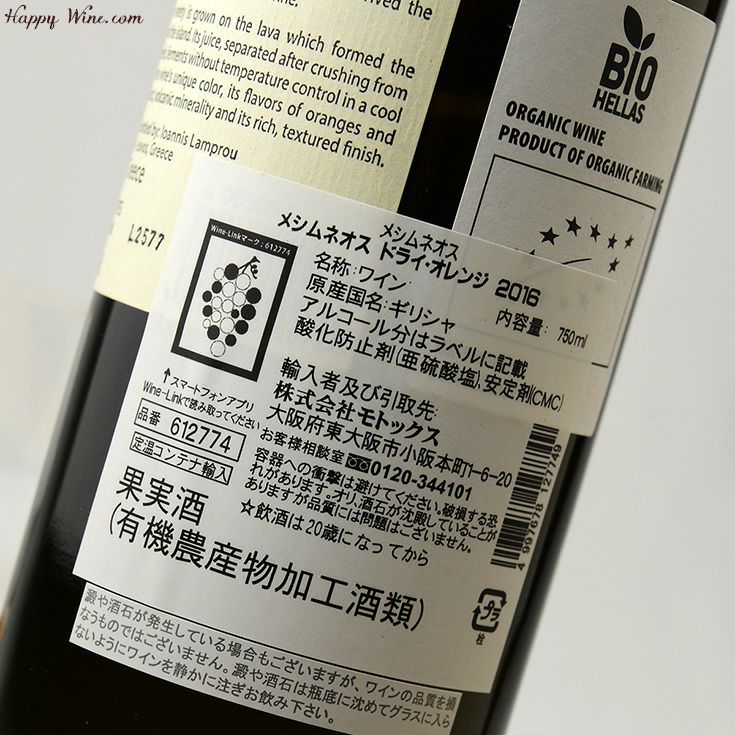 Happy Wine.com
rived the
ine.
ey is grown on the lava which formed the
island. Its juice, separated after crushing from
ferments without temperature control in a cool
wine's unique color, its flavors of oranges and
volcanic minerality and its rich, textured finish.
by: Ioannis Lamprou
Greece
L2577
BIO
HELLAS
ORGANIC WINE
PRODUCT OF ORGANIC FARMING
Wine-Linkマーク: 612774
メシムネオス
メシムネオス ドライ・オレンジ 2016
名称: ワイン 内容量: 750ml
原産国名: ギリシャ
アルコール分はラベルに記載
酸化防止剤(亜硫酸塩), 安定剤(CMC)
↑スマートフォンアプリ
Wine-Linkで読み取ってください
品番 612774
定温コンテナ輸入
輸入者及び引取先:
株式会社モトックス
大阪府東大阪市小阪本町1-6-20
お客様相談室 0120-344101
容器への衝撃は避けてください。破損する恐
れがあります。オリ、酒石が沈殿していることが
ありますが品質には問題はございません。
☆飲酒は20歳になってから
果実酒
(有機農産物加工酒類)
4997678 127749
プラ
栓
澱や酒石が発生している場合もございますが、ワインの品質を損
なうものではございません。澱や酒石は瓶底に沈めてグラスに入ら
ないようにワインを静かに注ぎお飲み下さい。